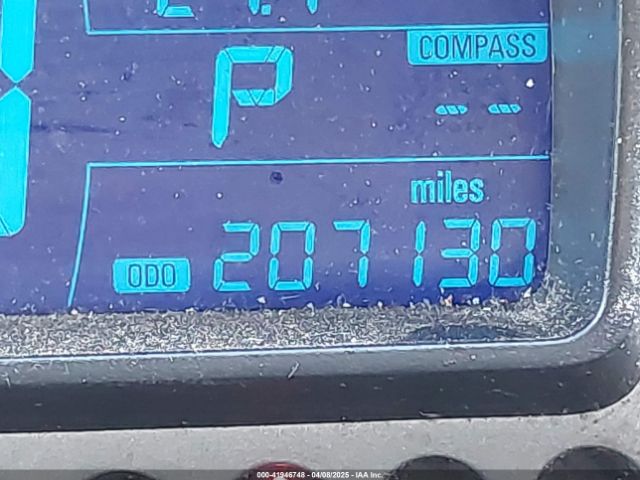 COMPASS
P
--
miles
ODO 207130
000-41946748 - 04/08/2025 - IAA Inc.